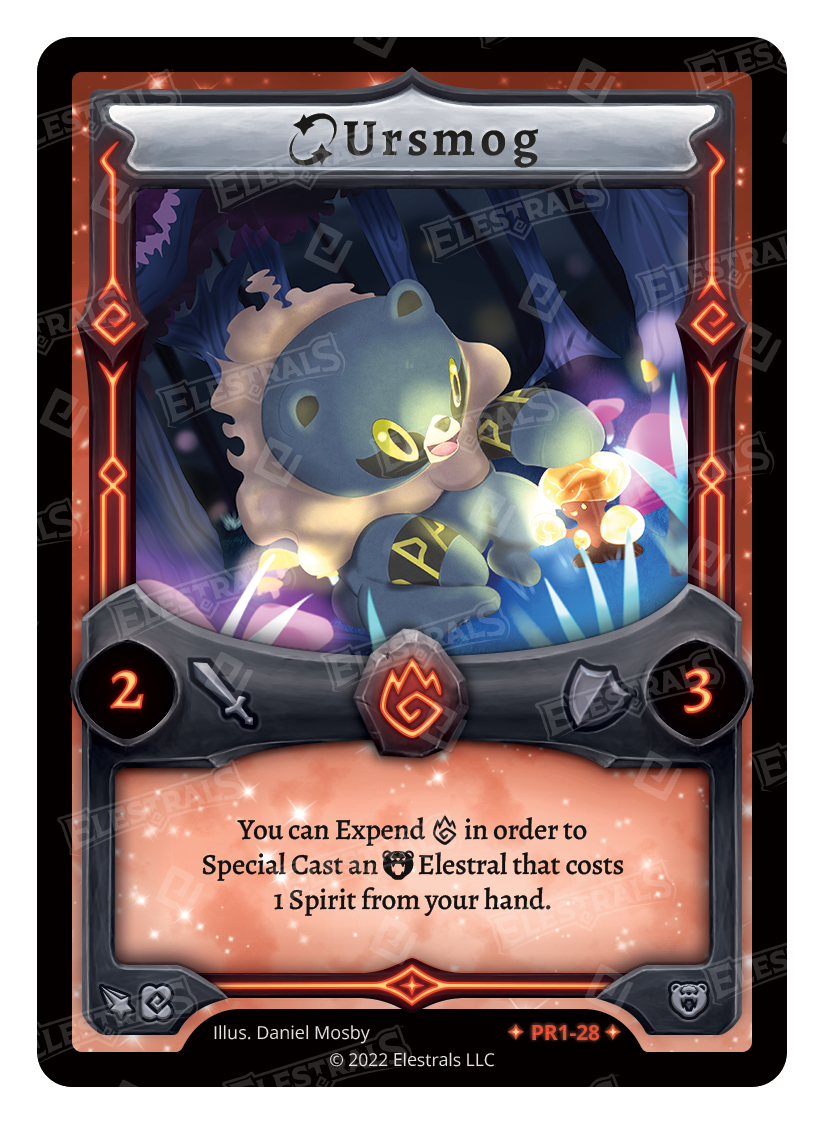 Ursmog
2
3
You can Expend in order to
Special Cast an Elestral that costs
1 Spirit from your hand.
Illus. Daniel Mosby
PR1-28
© 2022 Elestrals LLC
ELESTRALS